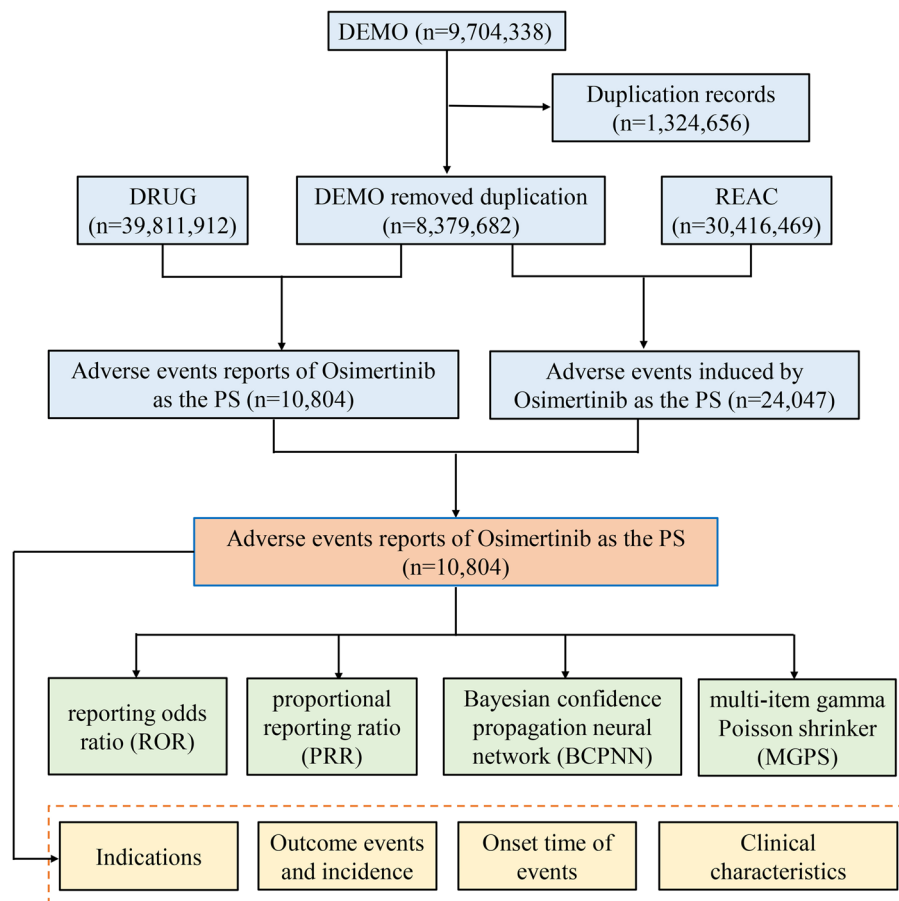 DEMO (n=9,704,338)
Duplication records
(n=1,324,656)
DRUG
(n=39,811,912)
DEMO removed duplication
(n=8,379,682)
REAC
(n=30,416,469)
Adverse events reports of Osimertinib
as the PS (n=10,804)
Adverse events induced by
Osimertinib as the PS (n=24,047)
Adverse events reports of Osimertinib as the PS
(n=10,804)
reporting odds
ratio (ROR)
proportional
reporting ratio
(PRR)
Bayesian confidence
propagation neural
network (BCPNN)
multi-item gamma
Poisson shrinker
(MGPS)
Indications
Outcome events
and incidence
Onset time of
events
Clinical
characteristics